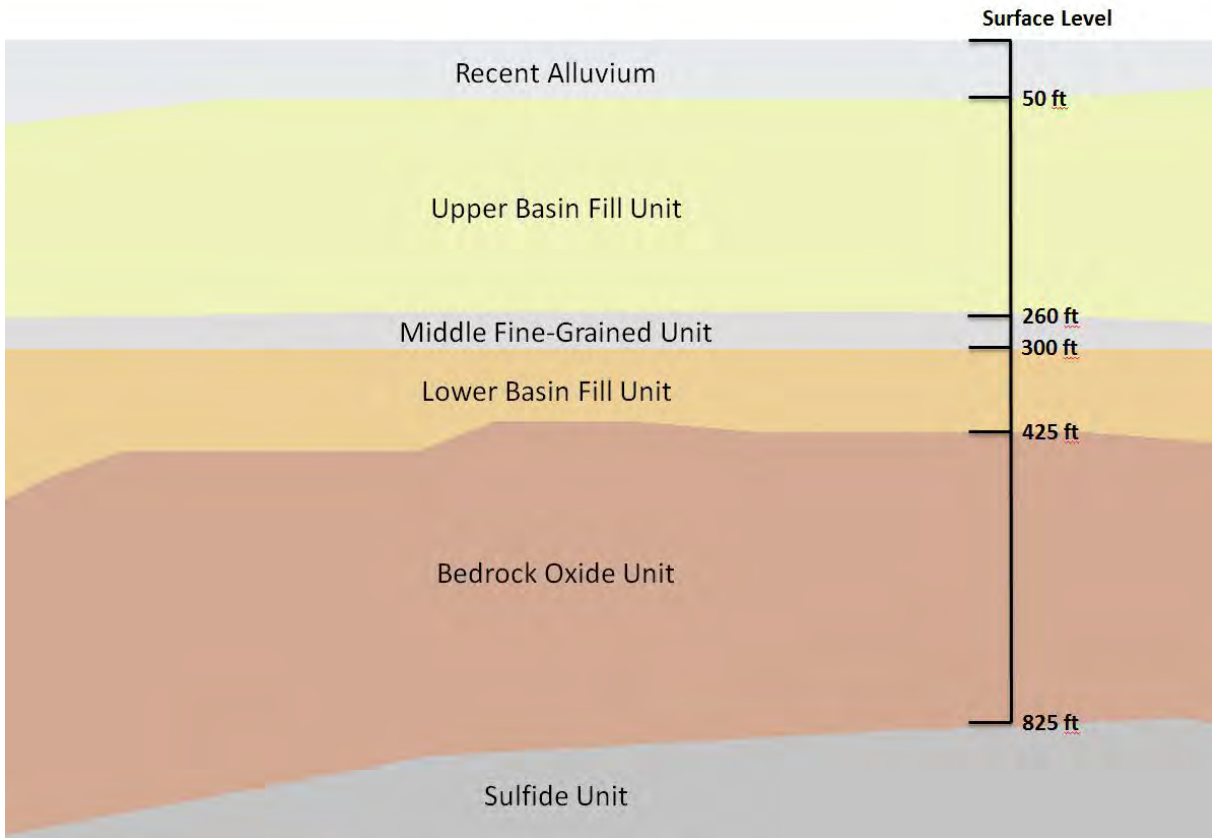 Surface Level
Recent Alluvium
50 ft
Upper Basin Fill Unit
260 ft
Middle Fine-Grained Unit
300 ft
Lower Basin Fill Unit
425 ft
Bedrock Oxide Unit
825 ft
Sulfide Unit